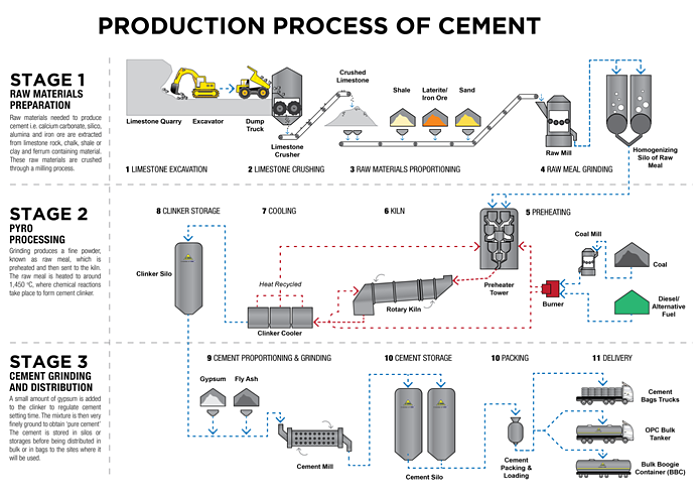 PRODUCTION PROCESS OF CEMENT
STAGE 1
RAW MATERIALS
PREPARATION
Raw materials needed to produce
cement i.e. calcium carbonate, silico,
alumina and iron ore are extracted
from limestone rock, chalk, shale or
clay and ferrum containing material.
These raw materials are crushed
through a milling process.
Limestone Quarry
Excavator
Dump
Truck
Limestone
Crusher
Crushed
Limestone
Shale
Laterite/
Iron Ore
Sand
Raw Mill
Homogenizing
Silo of Raw
Meal
1 LIMESTONE EXCAVATION
2 LIMESTONE CRUSHING
3 RAW MATERIALS PROPORTIONING
4 RAW MEAL GRINDING
STAGE 2
PYRO
PROCESSING
Grinding produces a fine powder,
known as raw meal, which is
preheated and then sent to the kiln.
The raw meal is heated to around
1,450 ºC, where chemical reactions
take place to form cement clinker.
8 CLINKER STORAGE
7 COOLING
6 KILN
5 PREHEATING
Clinker Silo
Heat Recycled
Clinker Cooler
Rotary Kiln
Preheater
Tower
Coal Mill
Coal
Burner
Diesel/
Alternative
Fuel
STAGE 3
CEMENT GRINDING
AND DISTRIBUTION
A small amount of gypsum is added
to the clinker to regulate cement
setting time. The mixture is then very
finely ground to obtain 'pure cement'
The cement is stored in silos or
storages before being distributed in
bulk or in bags to the sites where it
will be used.
9 CEMENT PROPORTIONING & GRINDING
10 CEMENT STORAGE
10 PACKING
11 DELIVERY
Gypsum
Fly Ash
Cement Mill
Cement Silo
Cement
Packing &
Loading
Cement
Bags Trucks
OPC Bulk
Tanker
Bulk Boogie
Container (BBC)